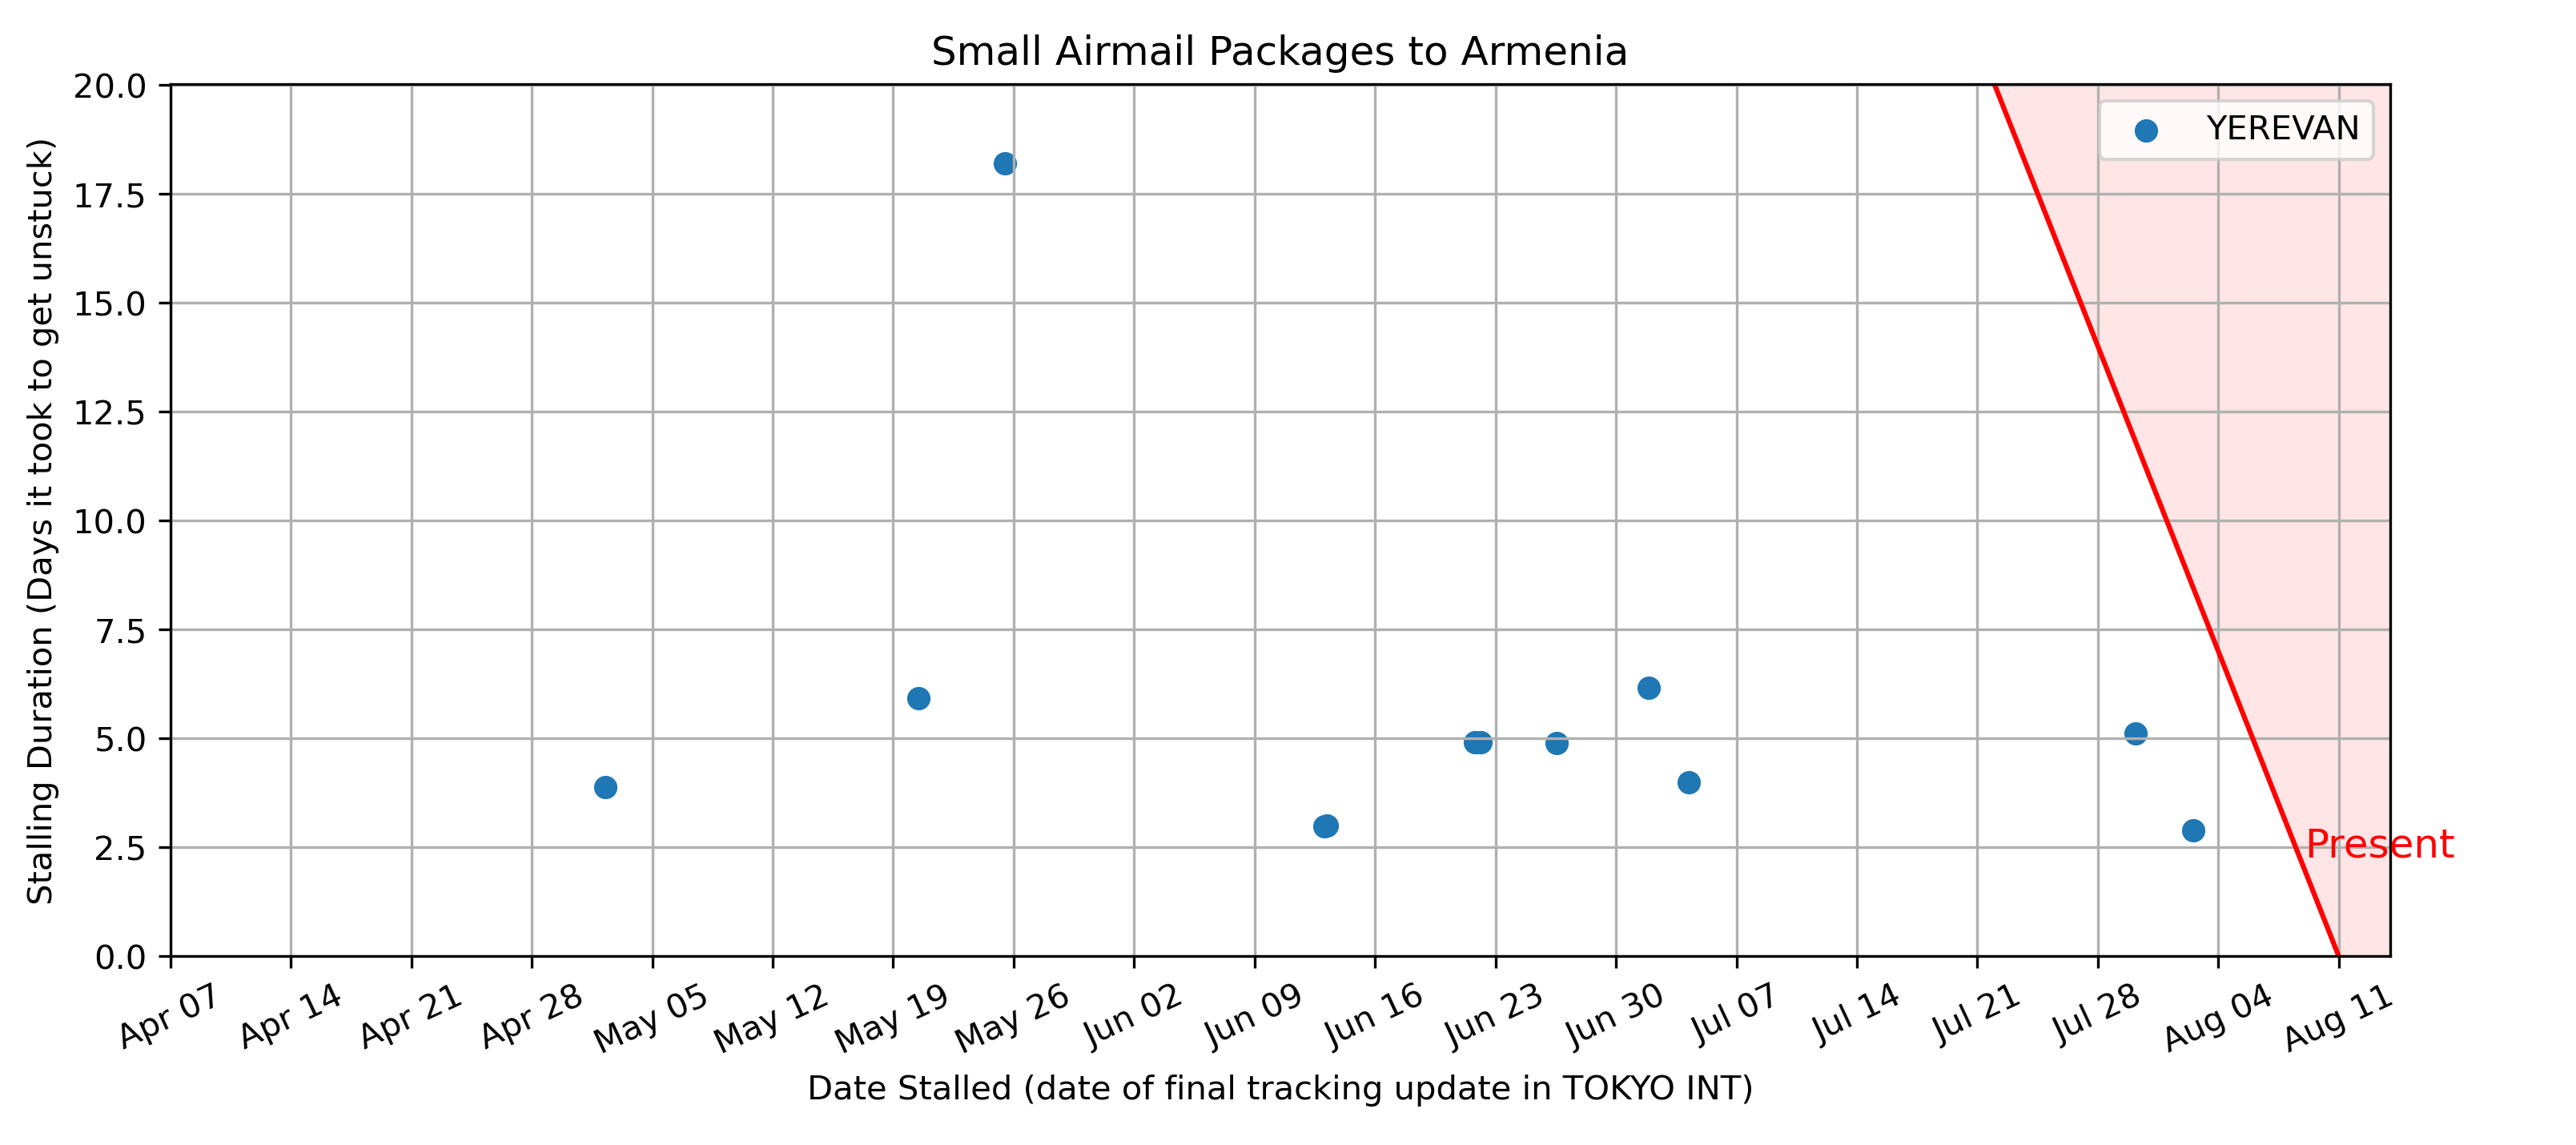 Small Airmail Packages to Armenia
YEREVAN
Stalling Duration (Days it took to get unstuck)
20.0
17.5
15.0
12.5
10.0
7.5
5.0
2.5
0.0
Present
Apr 07
Apr 14
Apr 21
Apr 28
May 05
May 12
May 19
May 26
Jun 02
Jun 09
Jun 16
Jun 23
Jun 30
Jul 07
Jul 14
Jul 21
Jul 28
Aug 04
Aug 11
Date Stalled (date of final tracking update in TOKYO INT)